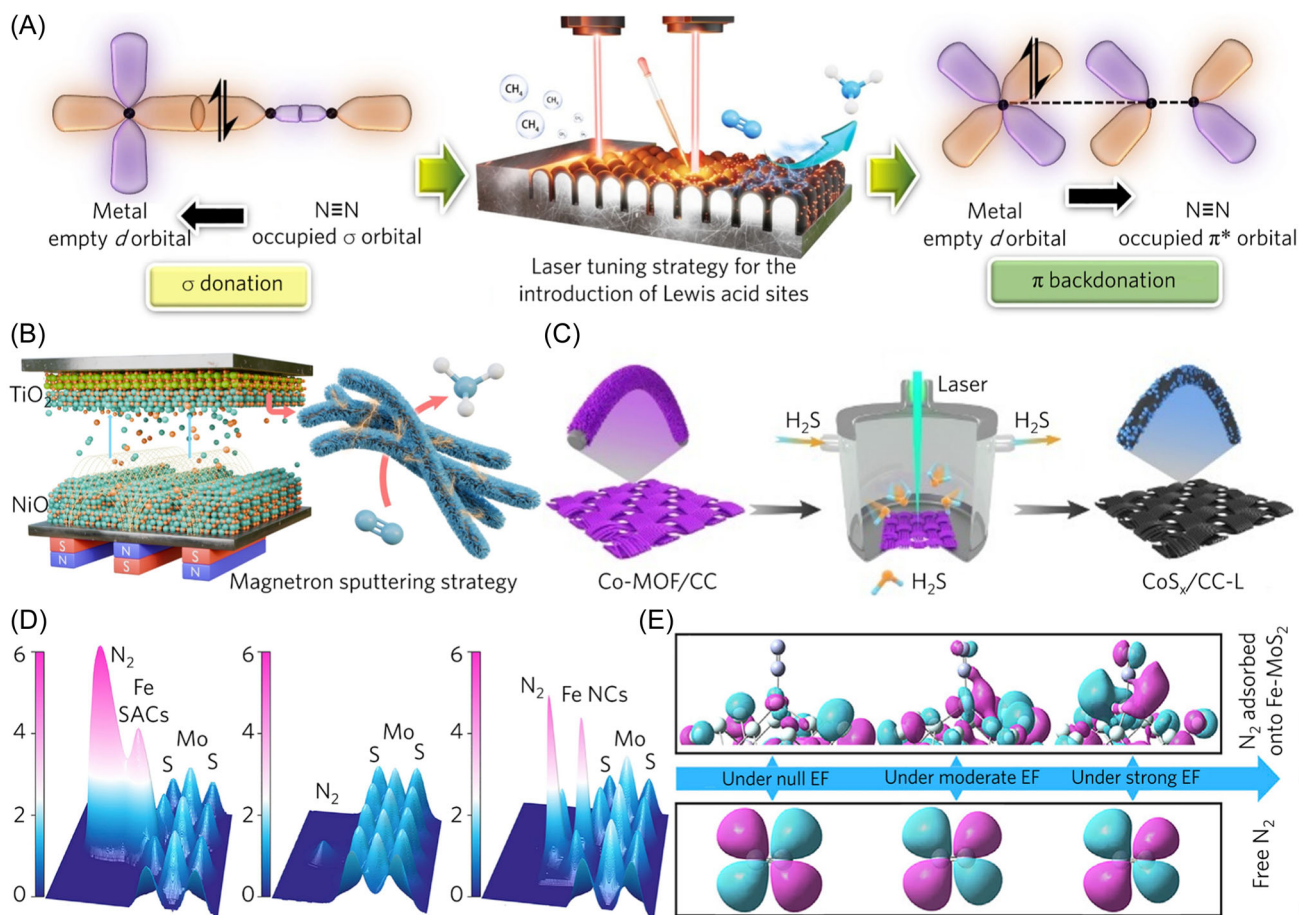 (A)
CH4
CH4
CH4
Metal
empty d orbital
N≡N
occupied σ orbital
σ donation
Laser tuning strategy for the
introduction of Lewis acid sites
Metal
empty d orbital
N≡N
occupied π* orbital
π backdonation
(B)
TiO2
NiO
S
N
S
N
S
N
Magnetron sputtering strategy
(C)
Co-MOF/CC
Laser
H2S
H2S
H2S
CoSx/CC-L
(D)
6
4
2
0
N2
Fe
SACs
S
Mo
S
6
4
2
0
N2
S
Mo
S
6
4
2
0
N2
Fe NCs
S
Mo
S
(E)
N2 adsorbed
onto Fe-MoS2
Under null EF
Under moderate EF
Under strong EF
Free N2